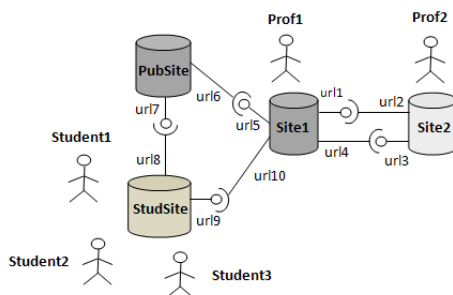 Prof1
Prof2
PubSite
url6
url1
url2
url7
url5
Site1
Site2
Student1
url4
url3
url8
url10
StudSite
url9
Student2
Student3